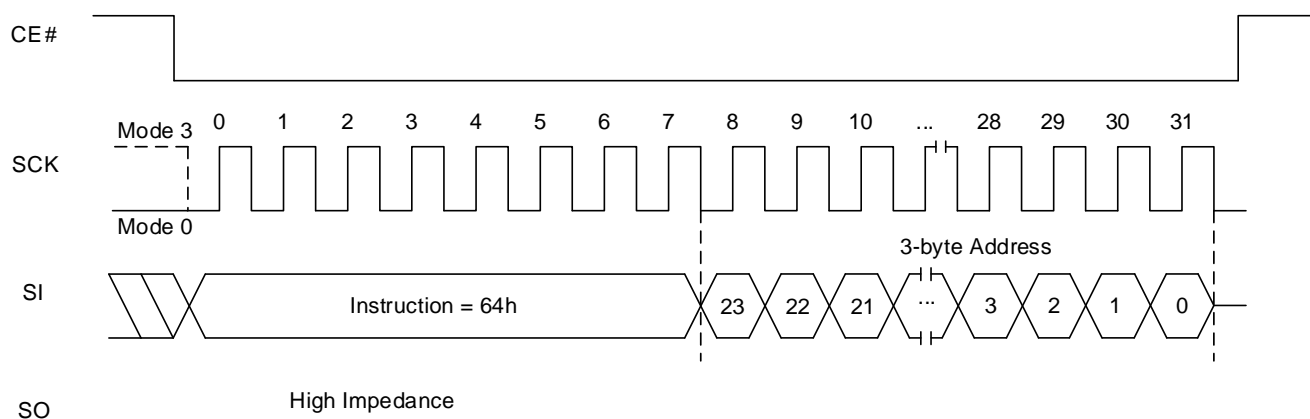 CE#
Mode 3 0 1 2 3 4 5 6 7 8 9 10 ... 28 29 30 31
SCK
Mode 0
3-byte Address
SI Instruction = 64h 23 22 21 ... 3 2 1 0
SO High Impedance